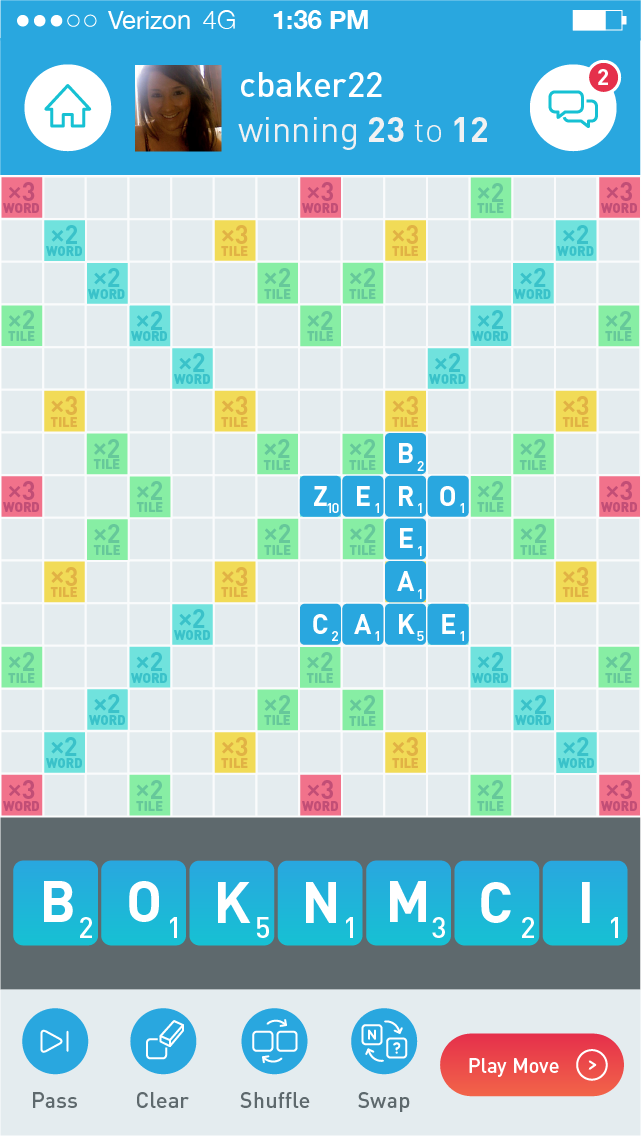 Verizon 4G 1:36 PM
cbaker22
2
winning 23 to 12
×3 WORD ×3 WORD ×2 TILE ×3 WORD
×2 WORD ×3 TILE ×3 TILE ×2 WORD
×2 WORD ×2 TILE ×2 TILE ×2 WORD
×2 TILE ×2 WORD ×2 TILE ×2 WORD ×2 TILE
×2 WORD ×2 WORD
×3 TILE ×3 TILE ×3 TILE ×3 TILE
×2 TILE ×2 TILE ×2 TILE B2 ×2 TILE
×3 WORD ×2 TILE Z10 E1 R1 O1 ×2 TILE ×3 WORD
×2 TILE ×2 TILE ×2 TILE E1 ×2 TILE
×3 TILE ×3 TILE A1 ×3 TILE
×2 WORD C2 A1 K5 E1
×2 TILE ×2 WORD ×2 TILE ×2 WORD ×2 TILE
×2 WORD ×2 TILE ×2 TILE ×2 WORD
×2 WORD ×3 TILE ×3 TILE ×2 WORD
×3 WORD ×2 TILE ×3 WORD ×2 TILE ×3 WORD
B2 O1 K5 N1 M3 C2 I1
N ?
Pass Clear Shuffle Swap Play Move